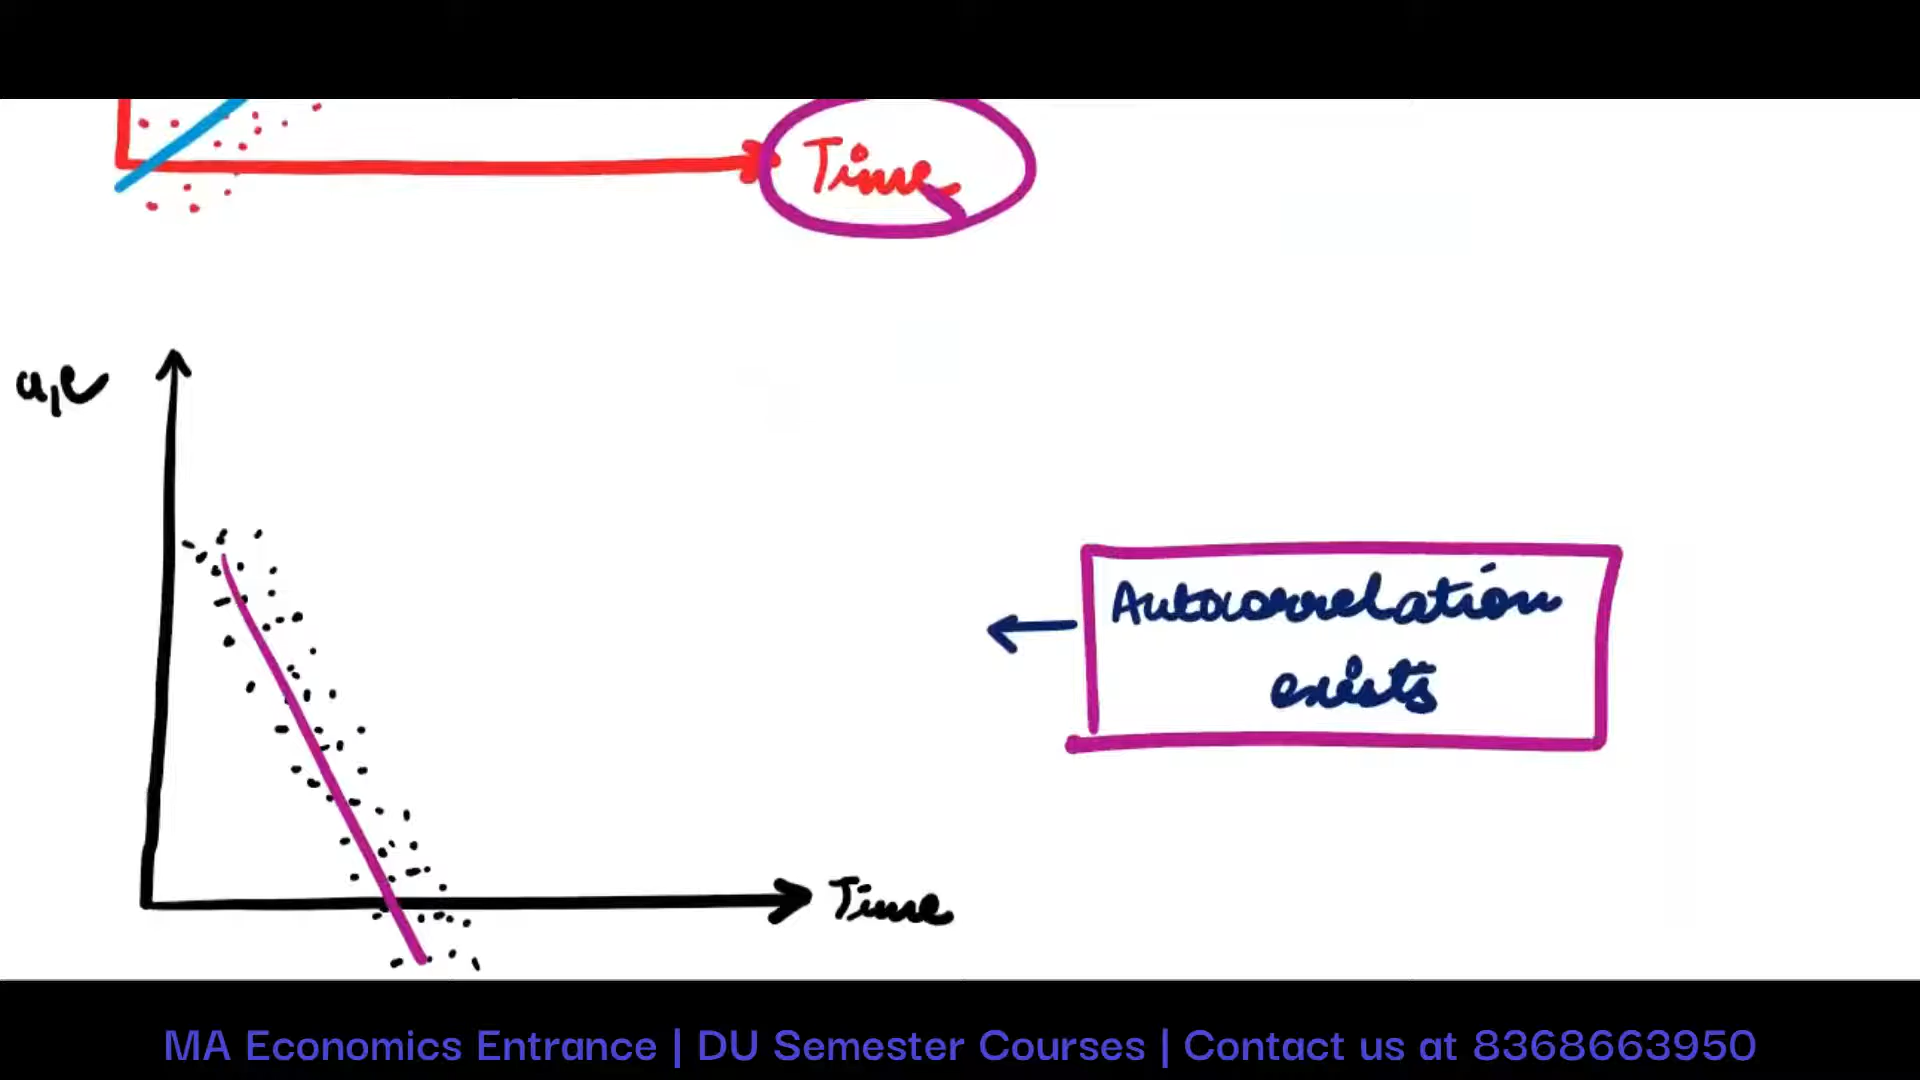 Time
u,e
Autocorrelation
exists
Time
MA Economics Entrance | DU Semester Courses | Contact us at 8368663950